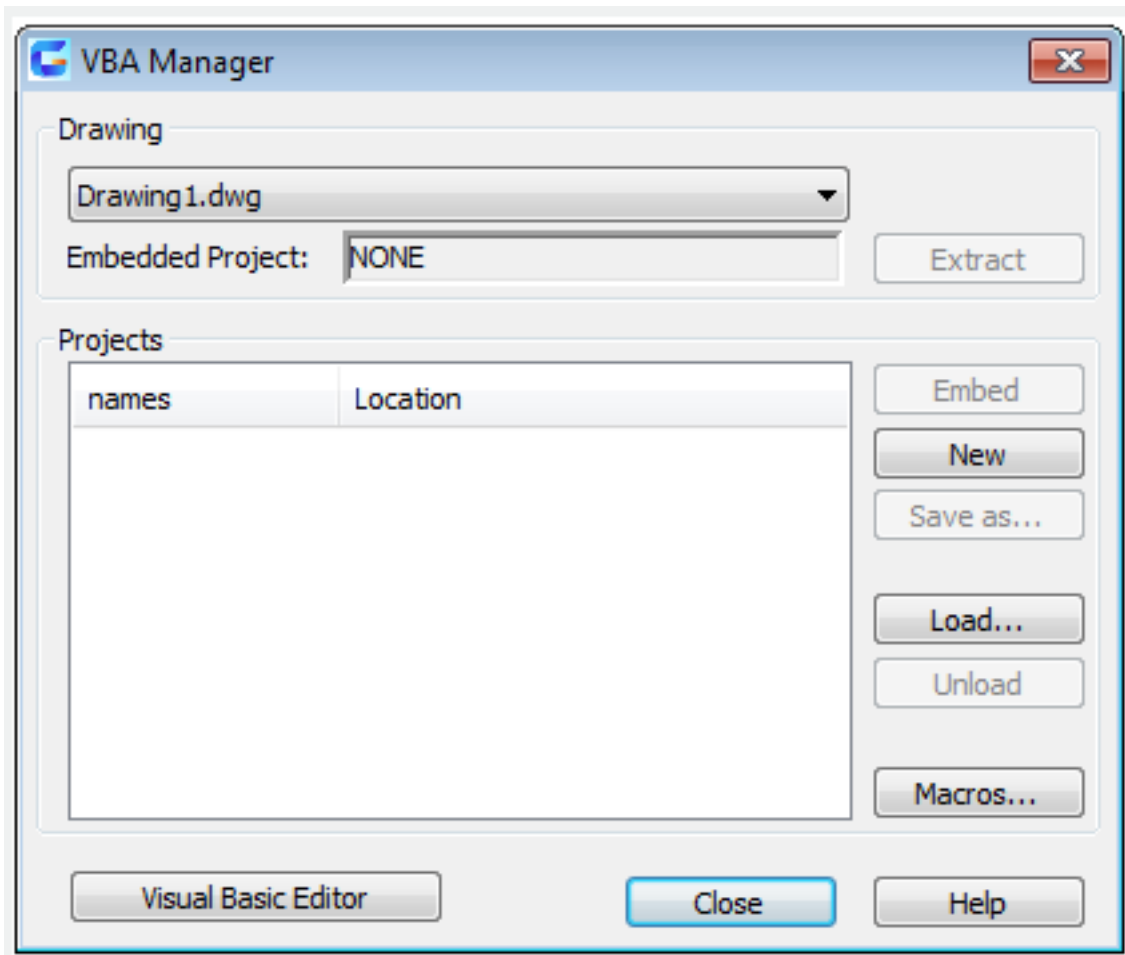 VBA Manager
Drawing
Drawing1.dwg
Embedded Project: NONE Extract
Projects
names Location
Embed
New
Save as...
Load...
Unload
Macros...
Visual Basic Editor Close Help